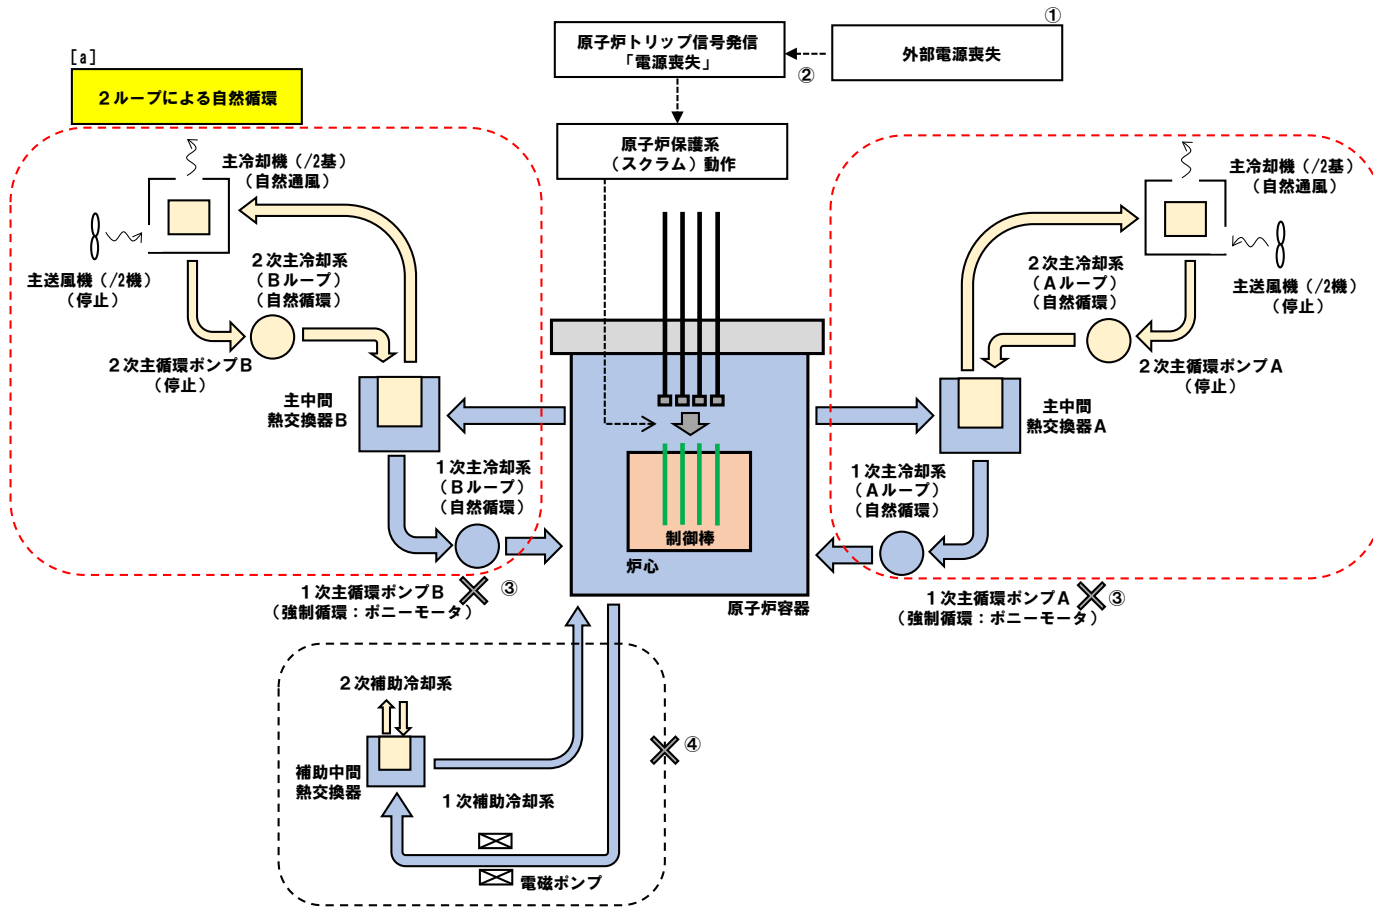 ①
[a]
２ループによる自然循環
原子炉トリップ信号発信
「電源喪失」
②
外部電源喪失
原子炉保護系
（スクラム）動作
主冷却機（/2基）
（自然通風）
主送風機（/2機）
（停止）
２次主冷却系
（Ｂループ）
（自然循環）
２次主循環ポンプＢ
（停止）
主中間
熱交換器Ｂ
１次主冷却系
（Ｂループ）
（自然循環）
１次主循環ポンプＢ
（強制循環：ポニーモータ）
③
主冷却機（/2基）
（自然通風）
主送風機（/2機）
（停止）
２次主冷却系
（Ａループ）
（自然循環）
２次主循環ポンプＡ
（停止）
主中間
熱交換器Ａ
１次主冷却系
（Ａループ）
（自然循環）
１次主循環ポンプＡ
（強制循環：ポニーモータ）
③
制御棒
炉心
原子炉容器
２次補助冷却系
④
補助中間
熱交換器
１次補助冷却系
電磁ポンプ